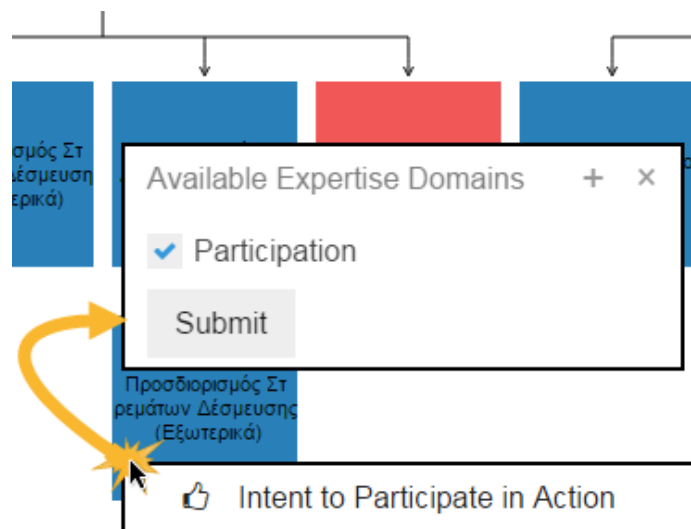 σμός Στ
Δέσμευση
ερικά)
Available Expertise Domains
Participation
Submit
Προσδιορισμός Στ
ρεμάτων Δέσμευσης
(Εξωτερικά)
Intent to Participate in Action